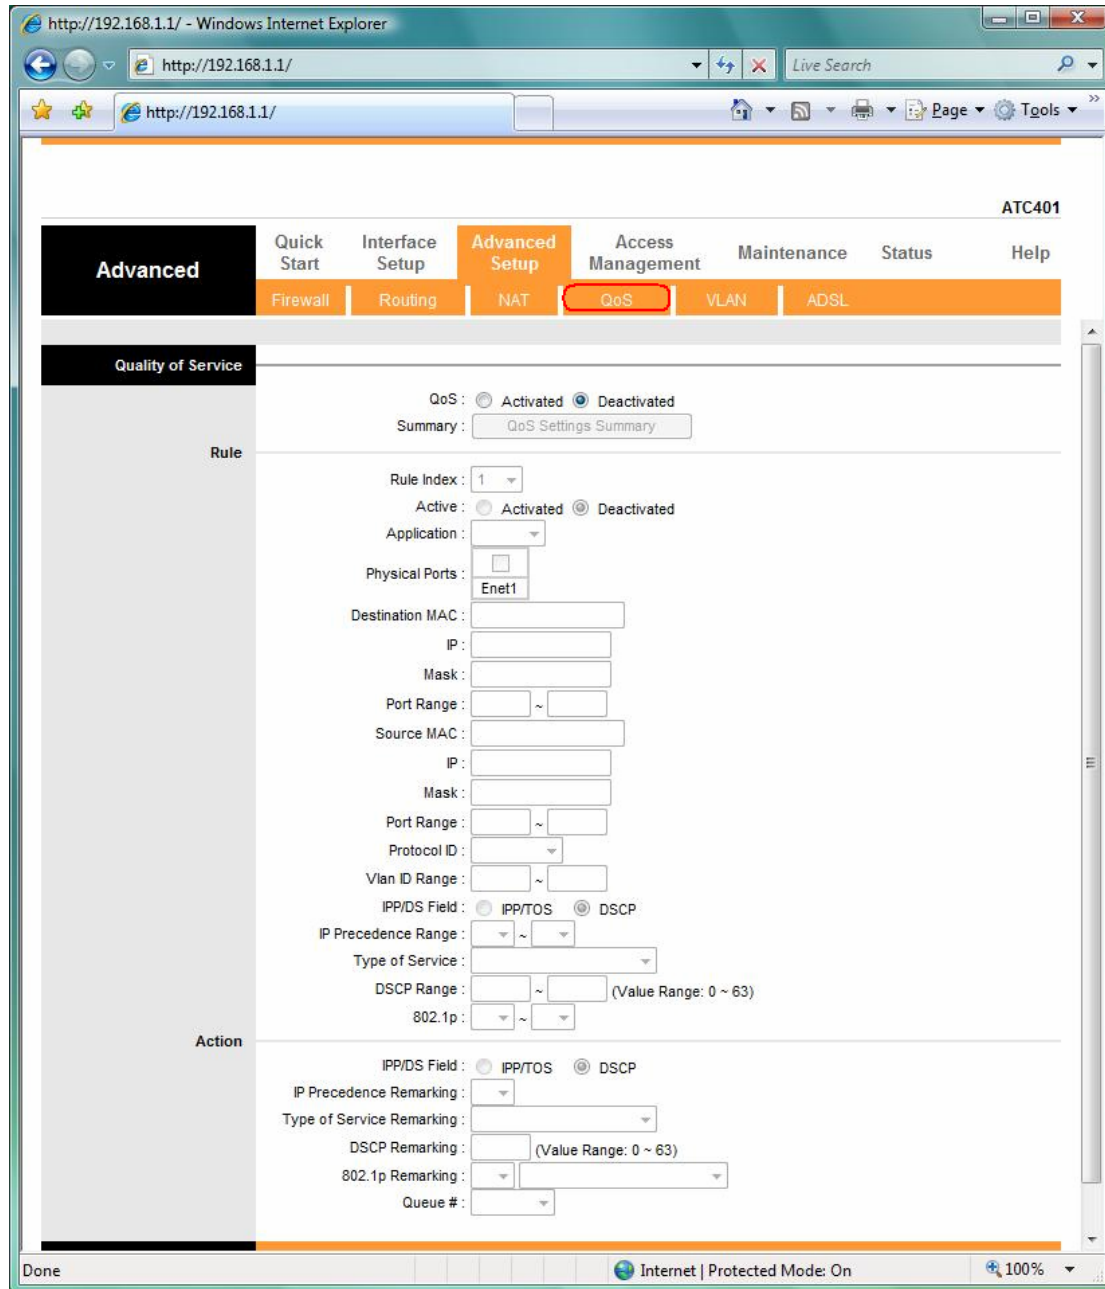 http://192.168.1.1/ - Windows Internet Explorer
http://192.168.1.1/
Live Search
http://192.168.1.1/
Page
Tools
ATC401
Advanced
Quick Start
Interface Setup
Advanced Setup
Access Management
Maintenance
Status
Help
Firewall
Routing
NAT
QoS
VLAN
ADSL
Quality of Service
QoS : Activated Deactivated
Summary : QoS Settings Summary
Rule
Rule Index : 1
Active : Activated Deactivated
Application :
Physical Ports :
Enet1
Destination MAC :
IP :
Mask :
Port Range : ~
Source MAC :
IP :
Mask :
Port Range : ~
Protocol ID :
Vlan ID Range : ~
IPP/DS Field : IPP/TOS DSCP
IP Precedence Range : ~
Type of Service :
DSCP Range : ~ (Value Range: 0 ~ 63)
802.1p : ~
Action
IPP/DS Field : IPP/TOS DSCP
IP Precedence Remarking :
Type of Service Remarking :
DSCP Remarking : (Value Range: 0 ~ 63)
802.1p Remarking :
Queue # :
Done
Internet | Protected Mode: On
100%